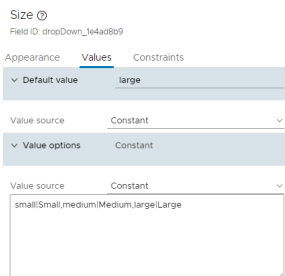 Size ?
Field ID: dropDown_1e4ad8b9
Appearance Values Constraints
Default value large
Value source Constant
Value options Constant
Value source Constant
small|Small,medium|Medium,large|Large